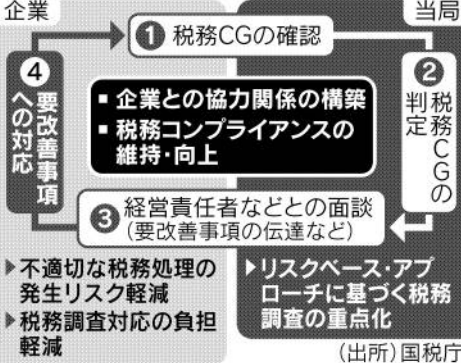 企業
当局
❶ 税務CGの確認
❷
税務CGの
判定
■ 企業との協力関係の構築
■ 税務コンプライアンスの
維持・向上
❸ 経営責任者などとの面談
(要改善事項の伝達など)
❹
要改善事項
への対応
▶不適切な税務処理の
発生リスク軽減
▶税務調査対応の負担
軽減
▶リスクベース・アプ
ローチに基づく税務
調査の重点化
(出所)国税庁